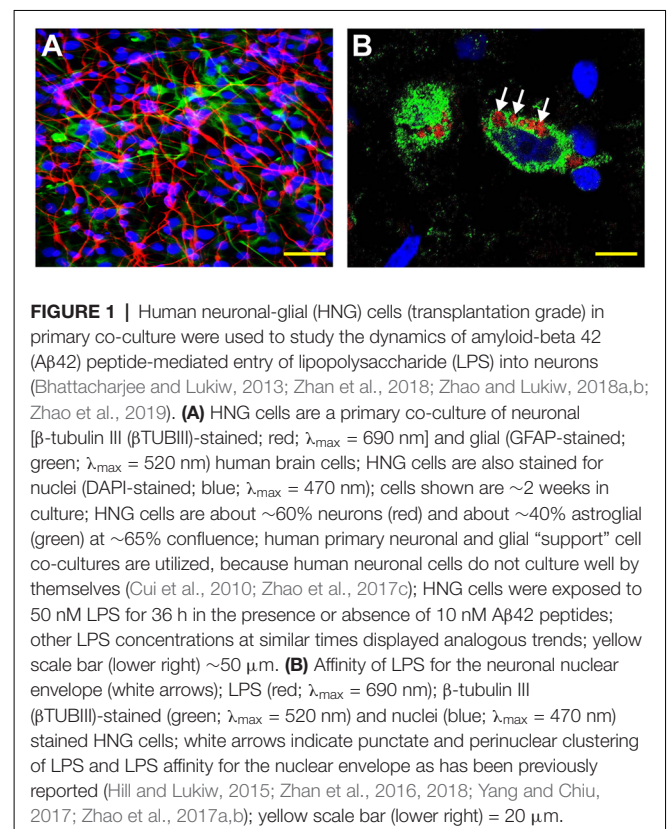 A
B
FIGURE 1 | Human neuronal-glial (HNG) cells (transplantation grade) in
primary co-culture were used to study the dynamics of amyloid-beta 42
(Aβ42) peptide-mediated entry of lipopolysaccharide (LPS) into neurons
(Bhattacharjee and Lukiw, 2013; Zhan et al., 2018; Zhao and Lukiw, 2018a,b;
Zhao et al., 2019). (A) HNG cells are a primary co-culture of neuronal
[β-tubulin III (βTUBIII)-stained; red; λmax = 690 nm] and glial (GFAP-stained;
green; λmax = 520 nm) human brain cells; HNG cells are also stained for
nuclei (DAPI-stained; blue; λmax = 470 nm); cells shown are ∼2 weeks in
culture; HNG cells are about ∼60% neurons (red) and about ∼40% astroglial
(green) at ∼65% confluence; human primary neuronal and glial “support” cell
co-cultures are utilized, because human neuronal cells do not culture well by
themselves (Cui et al., 2010; Zhao et al., 2017c); HNG cells were exposed to
50 nM LPS for 36 h in the presence or absence of 10 nM Aβ42 peptides;
other LPS concentrations at similar times displayed analogous trends; yellow
scale bar (lower right) ∼50 μm. (B) Affinity of LPS for the neuronal nuclear
envelope (white arrows); LPS (red; λmax = 690 nm); β-tubulin III
(βTUBIII)-stained (green; λmax = 520 nm) and nuclei (blue; λmax = 470 nm)
stained HNG cells; white arrows indicate punctate and perinuclear clustering
of LPS and LPS affinity for the nuclear envelope as has been previously
reported (Hill and Lukiw, 2015; Zhan et al., 2016, 2018; Yang and Chiu,
2017; Zhao et al., 2017a,b); yellow scale bar (lower right) = 20 μm.